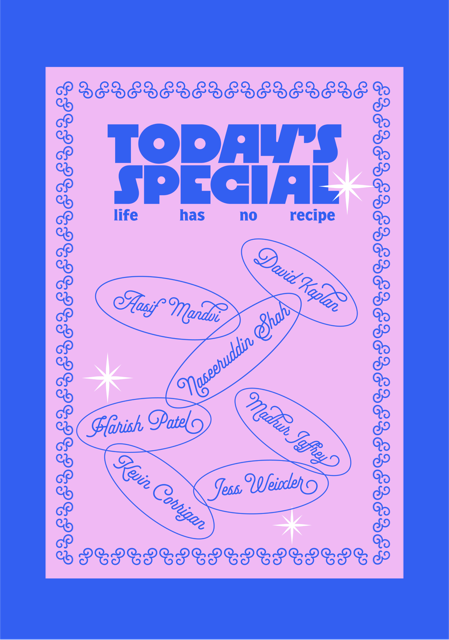 TODAY'S
SPECIAL
life has no recipe
David Kaplan
Aasif Mandvi
Naseeruddin Shah
Harish Patel
Madhur Jaffrey
Kevin Corrigan
Jess Weixler